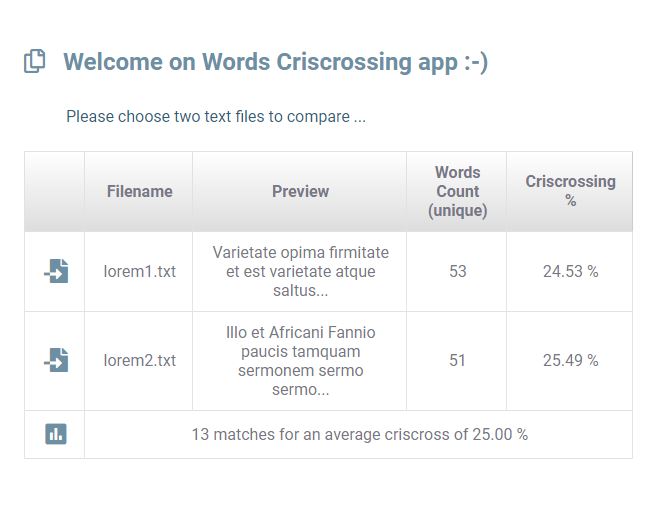 Welcome on Words Criscrossing app :-)
Please choose two text files to compare ...
Filename
Preview
Words
Count
(unique)
Criscrossing
%
lorem1.txt
Varietate opima firmitate
et est varietate atque
saltus...
53
24.53 %
lorem2.txt
Illo et Africani Fannio
paucis tamquam
sermonem sermo
sermo...
51
25.49 %
13 matches for an average criscross of 25.00 %